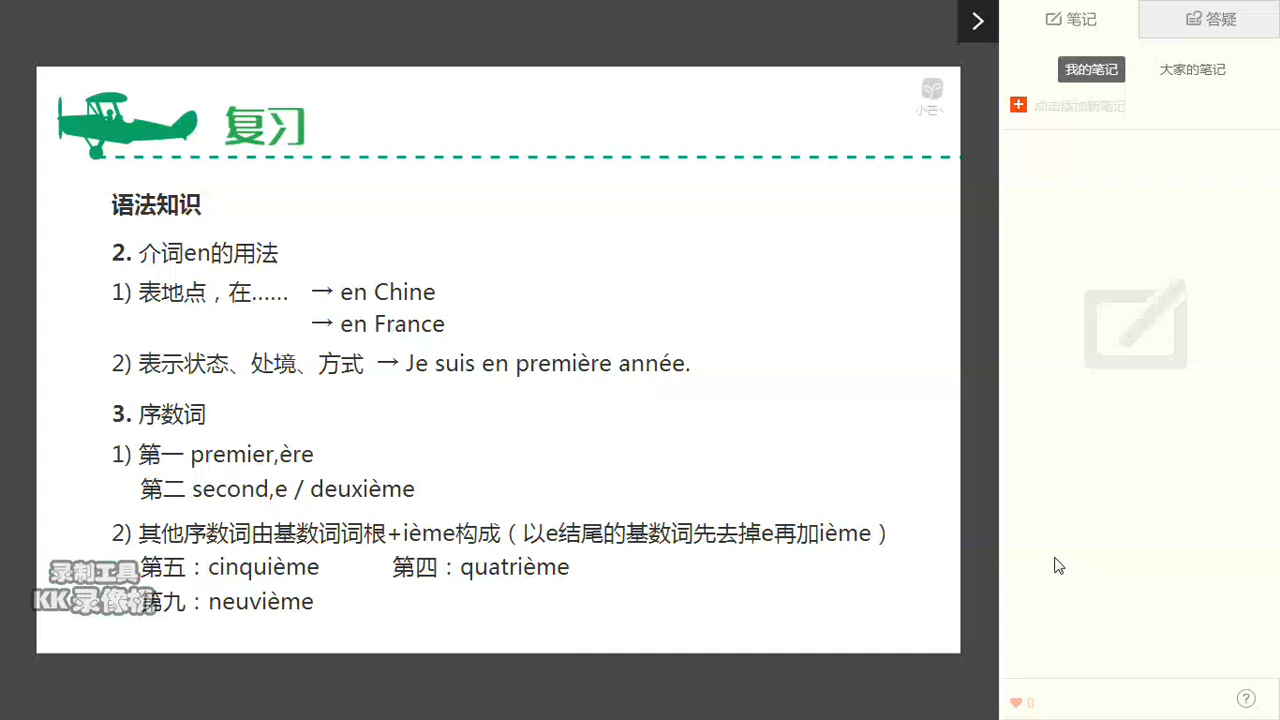 笔记
答疑
我的笔记
大家的笔记
点击添加新笔记
复习
语法知识
2. 介词en的用法
1) 表地点，在…… → en Chine
→ en France
2) 表示状态、处境、方式 → Je suis en première année.
3. 序数词
1) 第一 premier,ère
第二 second,e / deuxième
2) 其他序数词由基数词词根+ième构成（以e结尾的基数词先去掉e再加ième）
第五：cinquième 第四：quatrième
第九：neuvième
录制工具
KK 录像机
0